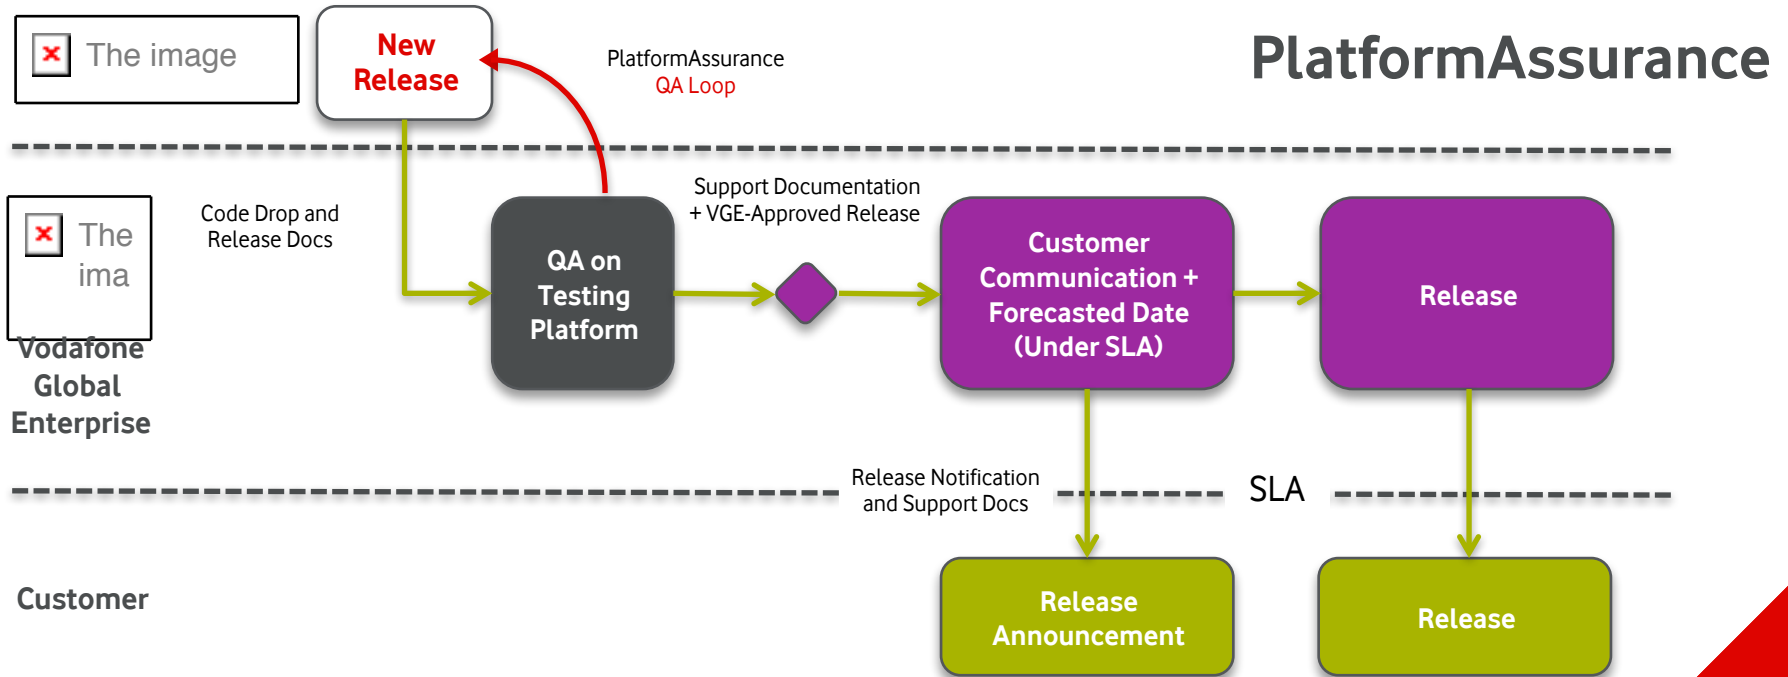 The image
New
Release
PlatformAssurance
QA Loop
PlatformAssurance
Code Drop and
Release Docs
Support Documentation
+ VGE-Approved Release
The
ima
Vodafone
Global
Enterprise
QA on
Testing
Platform
Customer
Communication +
Forecasted Date
(Under SLA)
Release
Release Notification
and Support Docs
SLA
Customer
Release
Announcement
Release